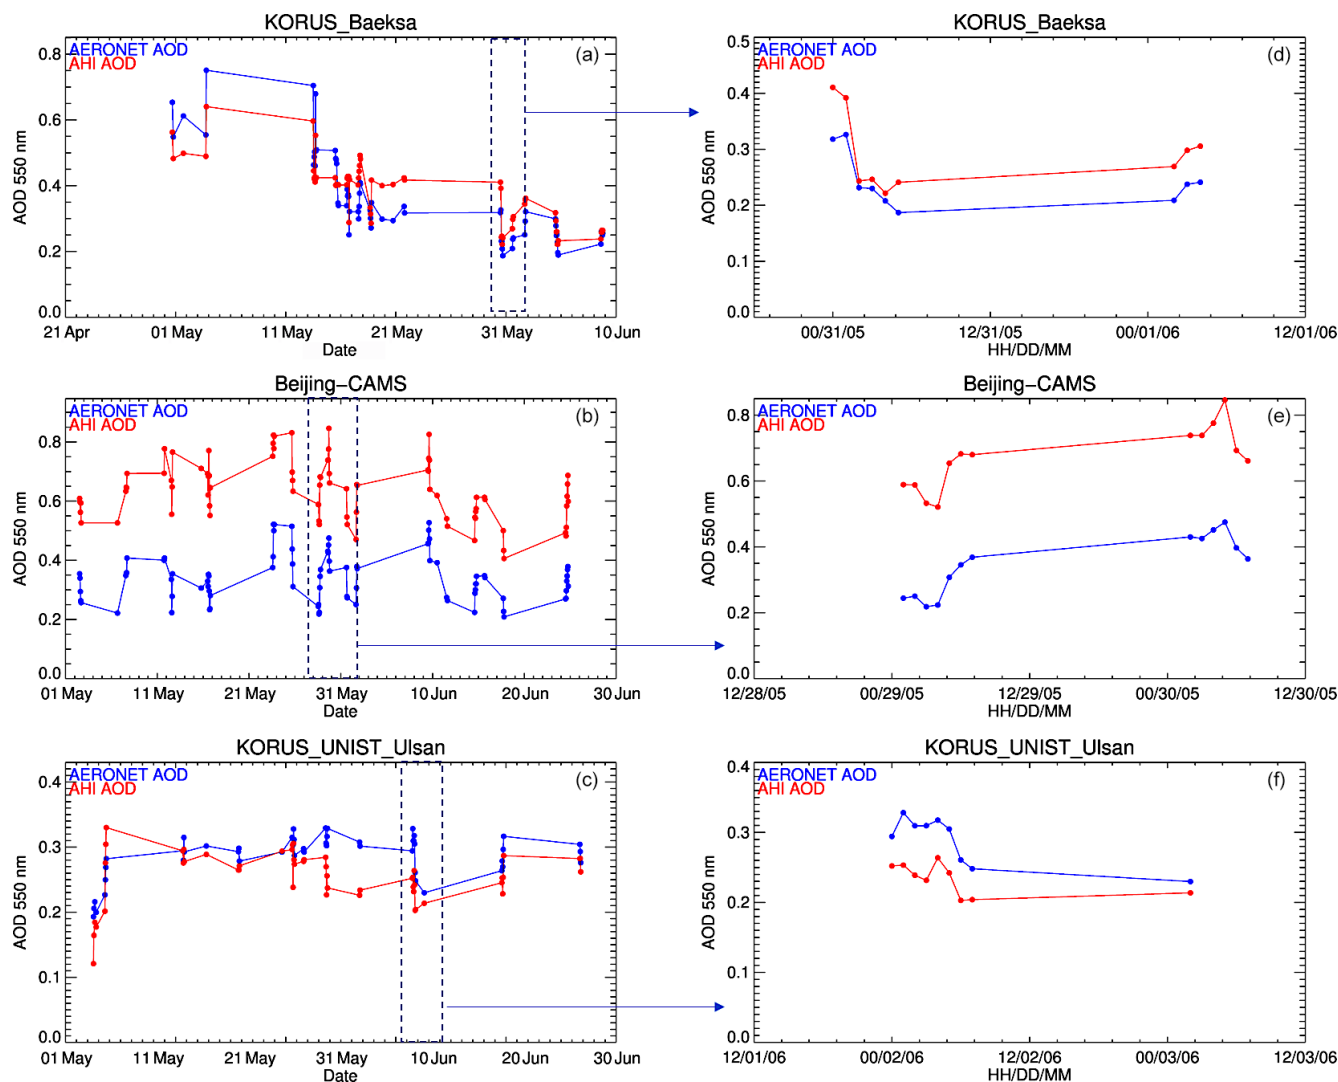 KORUS_Baeksa
AERONET AOD
AHI AOD
(a)
AOD 550 nm
0.8
0.6
0.4
0.2
0.0
21 Apr
01 May
11 May
21 May
31 May
10 Jun
Date
KORUS_Baeksa
AERONET AOD
AHI AOD
(d)
AOD 550 nm
0.5
0.4
0.3
0.2
0.1
0.0
00/31/05
12/31/05
00/01/06
12/01/06
HH/DD/MM
Beijing-CAMS
AERONET AOD
AHI AOD
(b)
AOD 550 nm
0.8
0.6
0.4
0.2
0.0
01 May
11 May
21 May
31 May
10 Jun
20 Jun
30 Jun
Date
Beijing-CAMS
AERONET AOD
AHI AOD
(e)
AOD 550 nm
0.8
0.6
0.4
0.2
0.0
12/28/05
00/29/05
12/29/05
00/30/05
12/30/05
HH/DD/MM
KORUS_UNIST_Ulsan
AERONET AOD
AHI AOD
(c)
AOD 550 nm
0.4
0.3
0.2
0.1
0.0
01 May
11 May
21 May
31 May
10 Jun
20 Jun
30 Jun
Date
KORUS_UNIST_Ulsan
AERONET AOD
AHI AOD
(f)
AOD 550 nm
0.4
0.3
0.2
0.1
0.0
12/01/06
00/02/06
12/02/06
00/03/06
12/03/06
HH/DD/MM